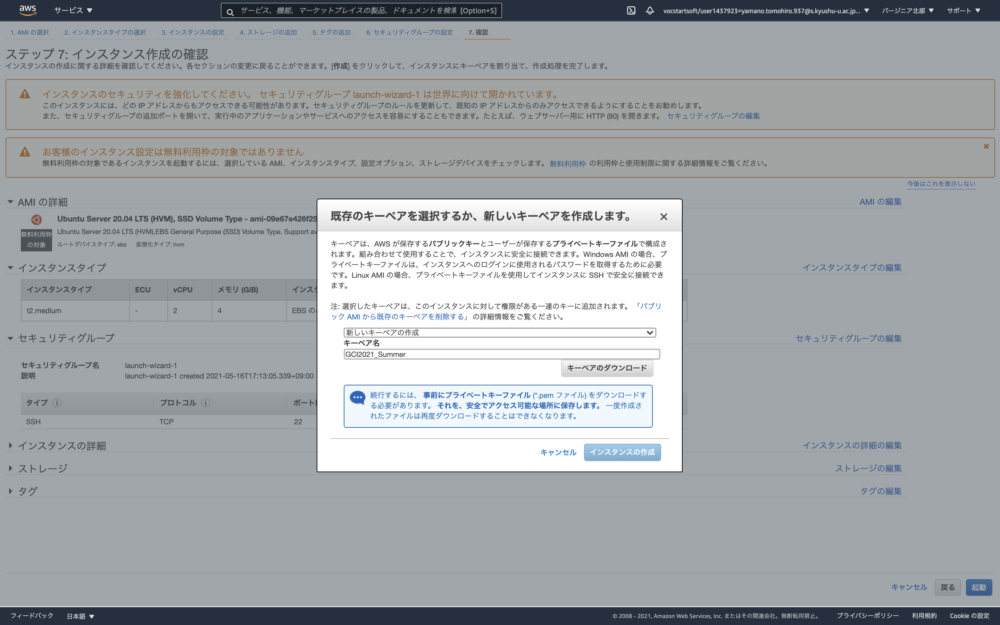 aws サービス サービス、機能、マーケットプレイスの製品、ドキュメントを検索 [Option+S] vocstartsoft/user1437923=yamano.tomohiro.937@s.kyushu-u.ac.jp... バージニア北部 サポート
1. AMI の選択 2. インスタンスタイプの選択 3. インスタンスの設定 4. ストレージの追加 5. タグの追加 6. セキュリティグループの設定 7. 確認
ステップ 7: インスタンス作成の確認
インスタンスの作成に関する詳細を確認してください。各セクションの変更に戻ることができます。[作成] をクリックして、インスタンスにキーペアを割り当て、作成処理を完了します。
インスタンスのセキュリティを強化してください。 セキュリティグループ launch-wizard-1 は世界に向けて開かれています。
このインスタンスには、どの IP アドレスからもアクセスできる可能性があります。セキュリティグループのルールを更新して、既知の IP アドレスからのみアクセスできるようにすることをお勧めします。
また、セキュリティグループの追加ポートを開いて、実行中のアプリケーションやサービスへのアクセスを容易にすることもできます。たとえば、ウェブサーバー用に HTTP (80) を開きます。 セキュリティグループの編集
お客様のインスタンス設定は無料利用枠の対象ではありません
無料利用枠の対象であるインスタンスを起動するには、選択している AMI、インスタンスタイプ、設定オプション、ストレージデバイスをチェックします。 無料利用枠 の利用枠と使用制限に関する詳細情報をご覧ください。
今後はこれを表示しない
AMI の詳細 AMI の編集
Ubuntu Server 20.04 LTS (HVM), SSD Volume Type - ami-09e67e426f25
無料利用枠の対象
Ubuntu Server 20.04 LTS (HVM),EBS General Purpose (SSD) Volume Type. Support av
ルートデバイスタイプ: ebs 仮想化タイプ: hvm
インスタンスタイプ インスタンスタイプの編集
インスタンスタイプ ECU vCPU メモリ (GiB) インスタ
t2.medium - 2 4 EBS の
セキュリティグループ セキュリティグループの編集
セキュリティグループ名 launch-wizard-1
説明 launch-wizard-1 created 2021-05-16T17:13:05.339+09:00
タイプ プロトコル ポート
SSH TCP 22
インスタンスの詳細 インスタンスの詳細の編集
ストレージ ストレージの編集
タグ タグの編集
既存のキーペアを選択するか、新しいキーペアを作成します。
キーペアは、AWS が保存するパブリックキーとユーザーが保存するプライベートキーファイルで構成さ
れます。組み合わせて使用することで、インスタンスに安全に接続できます。Windows AMI の場合、プ
ライベートキーファイルは、インスタンスへのログインに使用されるパスワードを取得するために必要
です。Linux AMI の場合、プライベートキーファイルを使用してインスタンスに SSH で安全に接続でき
ます。
注: 選択したキーペアは、このインスタンスに対して権限がある一連のキーに追加されます。 「パブリ
ック AMI から既存のキーペアを削除する」 の詳細情報をご覧ください。
新しいキーペアの作成
キーペア名
GCI2021_Summer
キーペアのダウンロード
続行するには、 事前にプライベートキーファイル (*.pem ファイル) をダウンロードす
る必要があります。 それを、安全でアクセス可能な場所に保存します。 一度作成さ
れたファイルは再度ダウンロードすることはできなくなります。
キャンセル インスタンスの作成
キャンセル 戻る 起動
フィードバック 日本語 © 2008 - 2021, Amazon Web Services, Inc. またはその関連会社。無断転用禁止。 プライバシーポリシー 利用規約 Cookie の設定